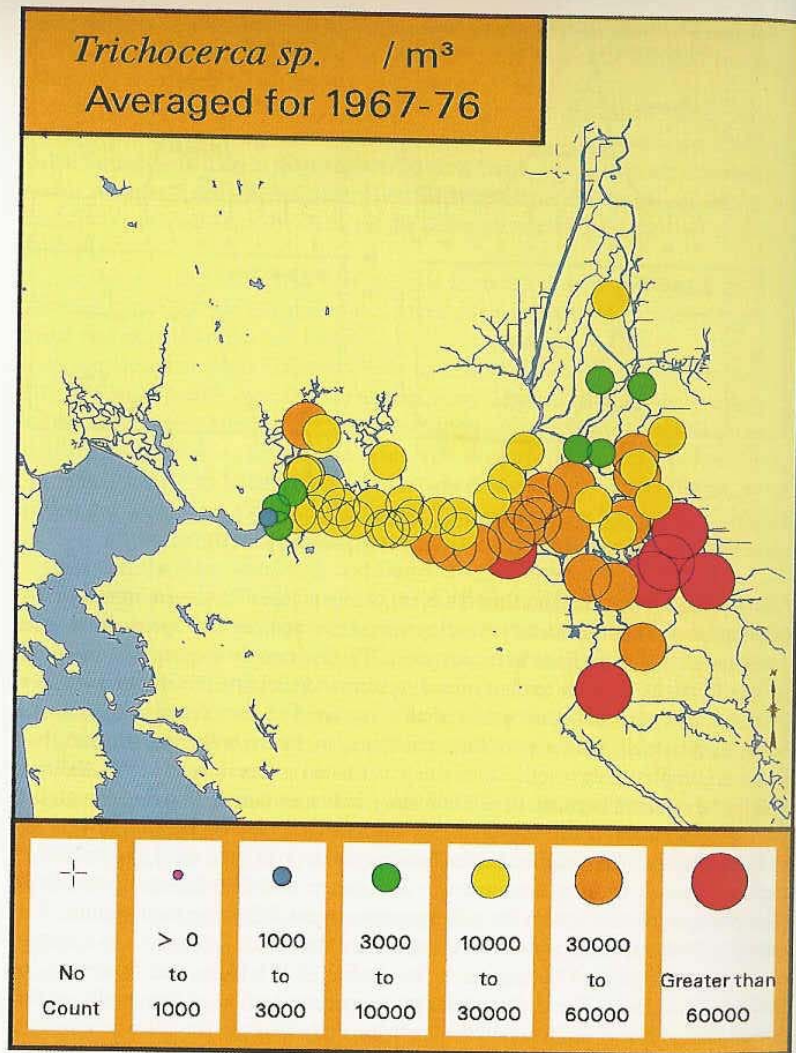 Trichocerca sp. / m³
Averaged for 1967-76
No
Count
> 0
to
1000
1000
to
3000
3000
to
10000
10000
to
30000
30000
to
60000
Greater than
60000